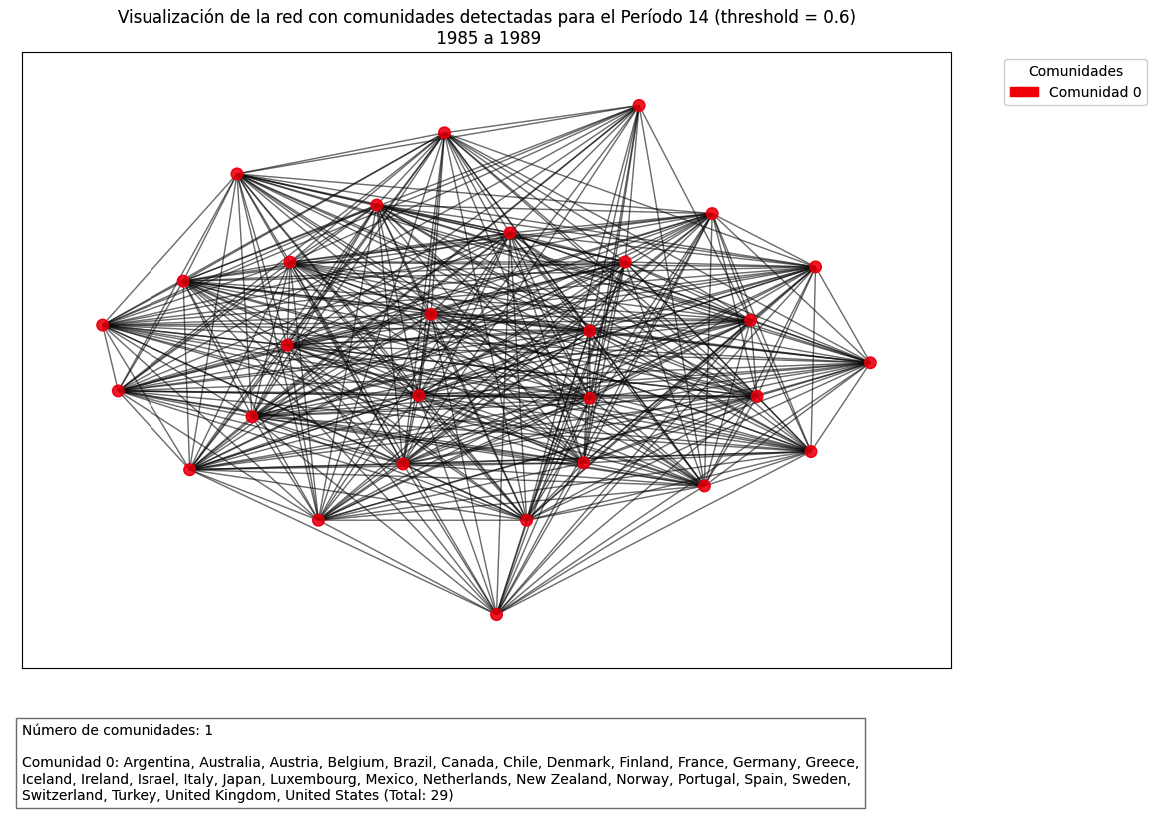 Visualización de la red con comunidades detectadas para el Período 14 (threshold = 0.6)
1985 a 1989
Comunidades
Comunidad 0
Número de comunidades: 1
Comunidad 0: Argentina, Australia, Austria, Belgium, Brazil, Canada, Chile, Denmark, Finland, France, Germany, Greece,
Iceland, Ireland, Israel, Italy, Japan, Luxembourg, Mexico, Netherlands, New Zealand, Norway, Portugal, Spain, Sweden,
Switzerland, Turkey, United Kingdom, United States (Total: 29)